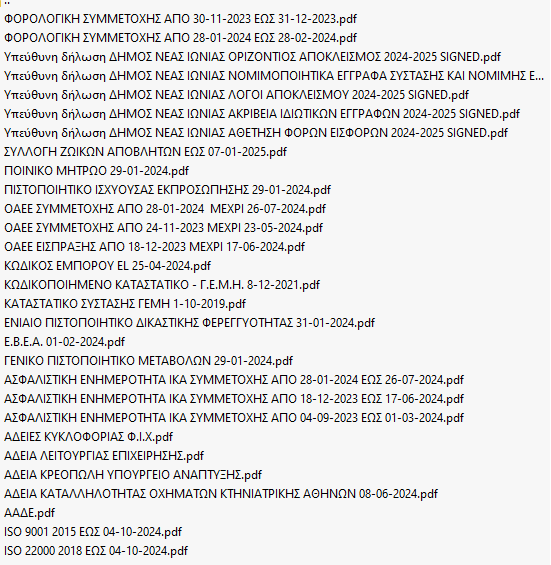 ..
ΦΟΡΟΛΟΓΙΚΗ ΣΥΜΜΕΤΟΧΗΣ ΑΠΟ 30-11-2023 ΕΩΣ 31-12-2023.pdf
ΦΟΡΟΛΟΓΙΚΗ ΣΥΜΜΕΤΟΧΗΣ ΑΠΟ 28-01-2024 ΕΩΣ 28-02-2024.pdf
Υπεύθυνη δήλωση ΔΗΜΟΣ ΝΕΑΣ ΙΩΝΙΑΣ ΟΡΙΖΟΝΤΙΟΣ ΑΠΟΚΛΕΙΣΜΟΣ 2024-2025 SIGNED.pdf
Υπεύθυνη δήλωση ΔΗΜΟΣ ΝΕΑΣ ΙΩΝΙΑΣ ΝΟΜΙΜΟΠΟΙΗΤΙΚΑ ΕΓΓΡΑΦΑ ΣΥΣΤΑΣΗΣ ΚΑΙ ΝΟΜΙΜΗΣ Ε...
Υπεύθυνη δήλωση ΔΗΜΟΣ ΝΕΑΣ ΙΩΝΙΑΣ ΛΟΓΟΙ ΑΠΟΚΛΕΙΣΜΟΥ 2024-2025 SIGNED.pdf
Υπεύθυνη δήλωση ΔΗΜΟΣ ΝΕΑΣ ΙΩΝΙΑΣ ΑΚΡΙΒΕΙΑ ΙΔΙΩΤΙΚΩΝ ΕΓΓΡΑΦΩΝ 2024-2025 SIGNED.pdf
Υπεύθυνη δήλωση ΔΗΜΟΣ ΝΕΑΣ ΙΩΝΙΑΣ ΑΘΕΤΗΣΗ ΦΟΡΩΝ ΕΙΣΦΟΡΩΝ 2024-2025 SIGNED.pdf
ΣΥΛΛΟΓΗ ΖΩΙΚΩΝ ΑΠΟΒΛΗΤΩΝ ΕΩΣ 07-01-2025.pdf
ΠΟΙΝΙΚΟ ΜΗΤΡΩΟ 29-01-2024.pdf
ΠΙΣΤΟΠΟΙΗΤΙΚΟ ΙΣΧΥΟΥΣΑΣ ΕΚΠΡΟΣΩΠΗΣΗΣ 29-01-2024.pdf
ΟΑΕΕ ΣΥΜΜΕΤΟΧΗΣ ΑΠΟ 28-01-2024  ΜΕΧΡΙ 26-07-2024.pdf
ΟΑΕΕ ΣΥΜΜΕΤΟΧΗΣ ΑΠΟ 24-11-2023 ΜΕΧΡΙ 23-05-2024.pdf
ΟΑΕΕ ΕΙΣΠΡΑΞΗΣ ΑΠΟ 18-12-2023 ΜΕΧΡΙ 17-06-2024.pdf
ΚΩΔΙΚΟΣ ΕΜΠΟΡΟΥ EL 25-04-2024.pdf
ΚΩΔΙΚΟΠΟΙΗΜΕΝΟ ΚΑΤΑΣΤΑΤΙΚΟ - Γ.Ε.Μ.Η. 8-12-2021.pdf
ΚΑΤΑΣΤΑΤΙΚΟ ΣΥΣΤΑΣΗΣ ΓΕΜΗ 1-10-2019.pdf
ΕΝΙΑΙΟ ΠΙΣΤΟΠΟΙΗΤΙΚΟ ΔΙΚΑΣΤΙΚΗΣ ΦΕΡΕΓΓΥΟΤΗΤΑΣ 31-01-2024.pdf
Ε.Β.Ε.Α. 01-02-2024.pdf
ΓΕΝΙΚΟ ΠΙΣΤΟΠΟΙΗΤΙΚΟ ΜΕΤΑΒΟΛΩΝ 29-01-2024.pdf
ΑΣΦΑΛΙΣΤΙΚΗ ΕΝΗΜΕΡΟΤΗΤΑ ΙΚΑ ΣΥΜΜΕΤΟΧΗΣ ΑΠΟ 28-01-2024 ΕΩΣ 26-07-2024.pdf
ΑΣΦΑΛΙΣΤΙΚΗ ΕΝΗΜΕΡΟΤΗΤΑ ΙΚΑ ΣΥΜΜΕΤΟΧΗΣ ΑΠΟ 18-12-2023 ΕΩΣ 17-06-2024.pdf
ΑΣΦΑΛΙΣΤΙΚΗ ΕΝΗΜΕΡΟΤΗΤΑ ΙΚΑ ΣΥΜΜΕΤΟΧΗΣ ΑΠΟ 04-09-2023 ΕΩΣ 01-03-2024.pdf
ΑΔΕΙΕΣ ΚΥΚΛΟΦΟΡΙΑΣ Φ.Ι.Χ.pdf
ΑΔΕΙΑ ΛΕΙΤΟΥΡΓΙΑΣ ΕΠΙΧΕΙΡΗΣΗΣ.pdf
ΑΔΕΙΑ ΚΡΕΟΠΩΛΗ ΥΠΟΥΡΓΕΙΟ ΑΝΑΠΤΥΞΗΣ.pdf
ΑΔΕΙΑ ΚΑΤΑΛΛΗΛΟΤΗΤΑΣ ΟΧΗΜΑΤΩΝ ΚΤΗΝΙΑΤΡΙΚΗΣ ΑΘΗΝΩΝ 08-06-2024.pdf
ΑΑΔΕ.pdf
ISO 9001 2015 ΕΩΣ 04-10-2024.pdf
ISO 22000 2018 ΕΩΣ 04-10-2024.pdf